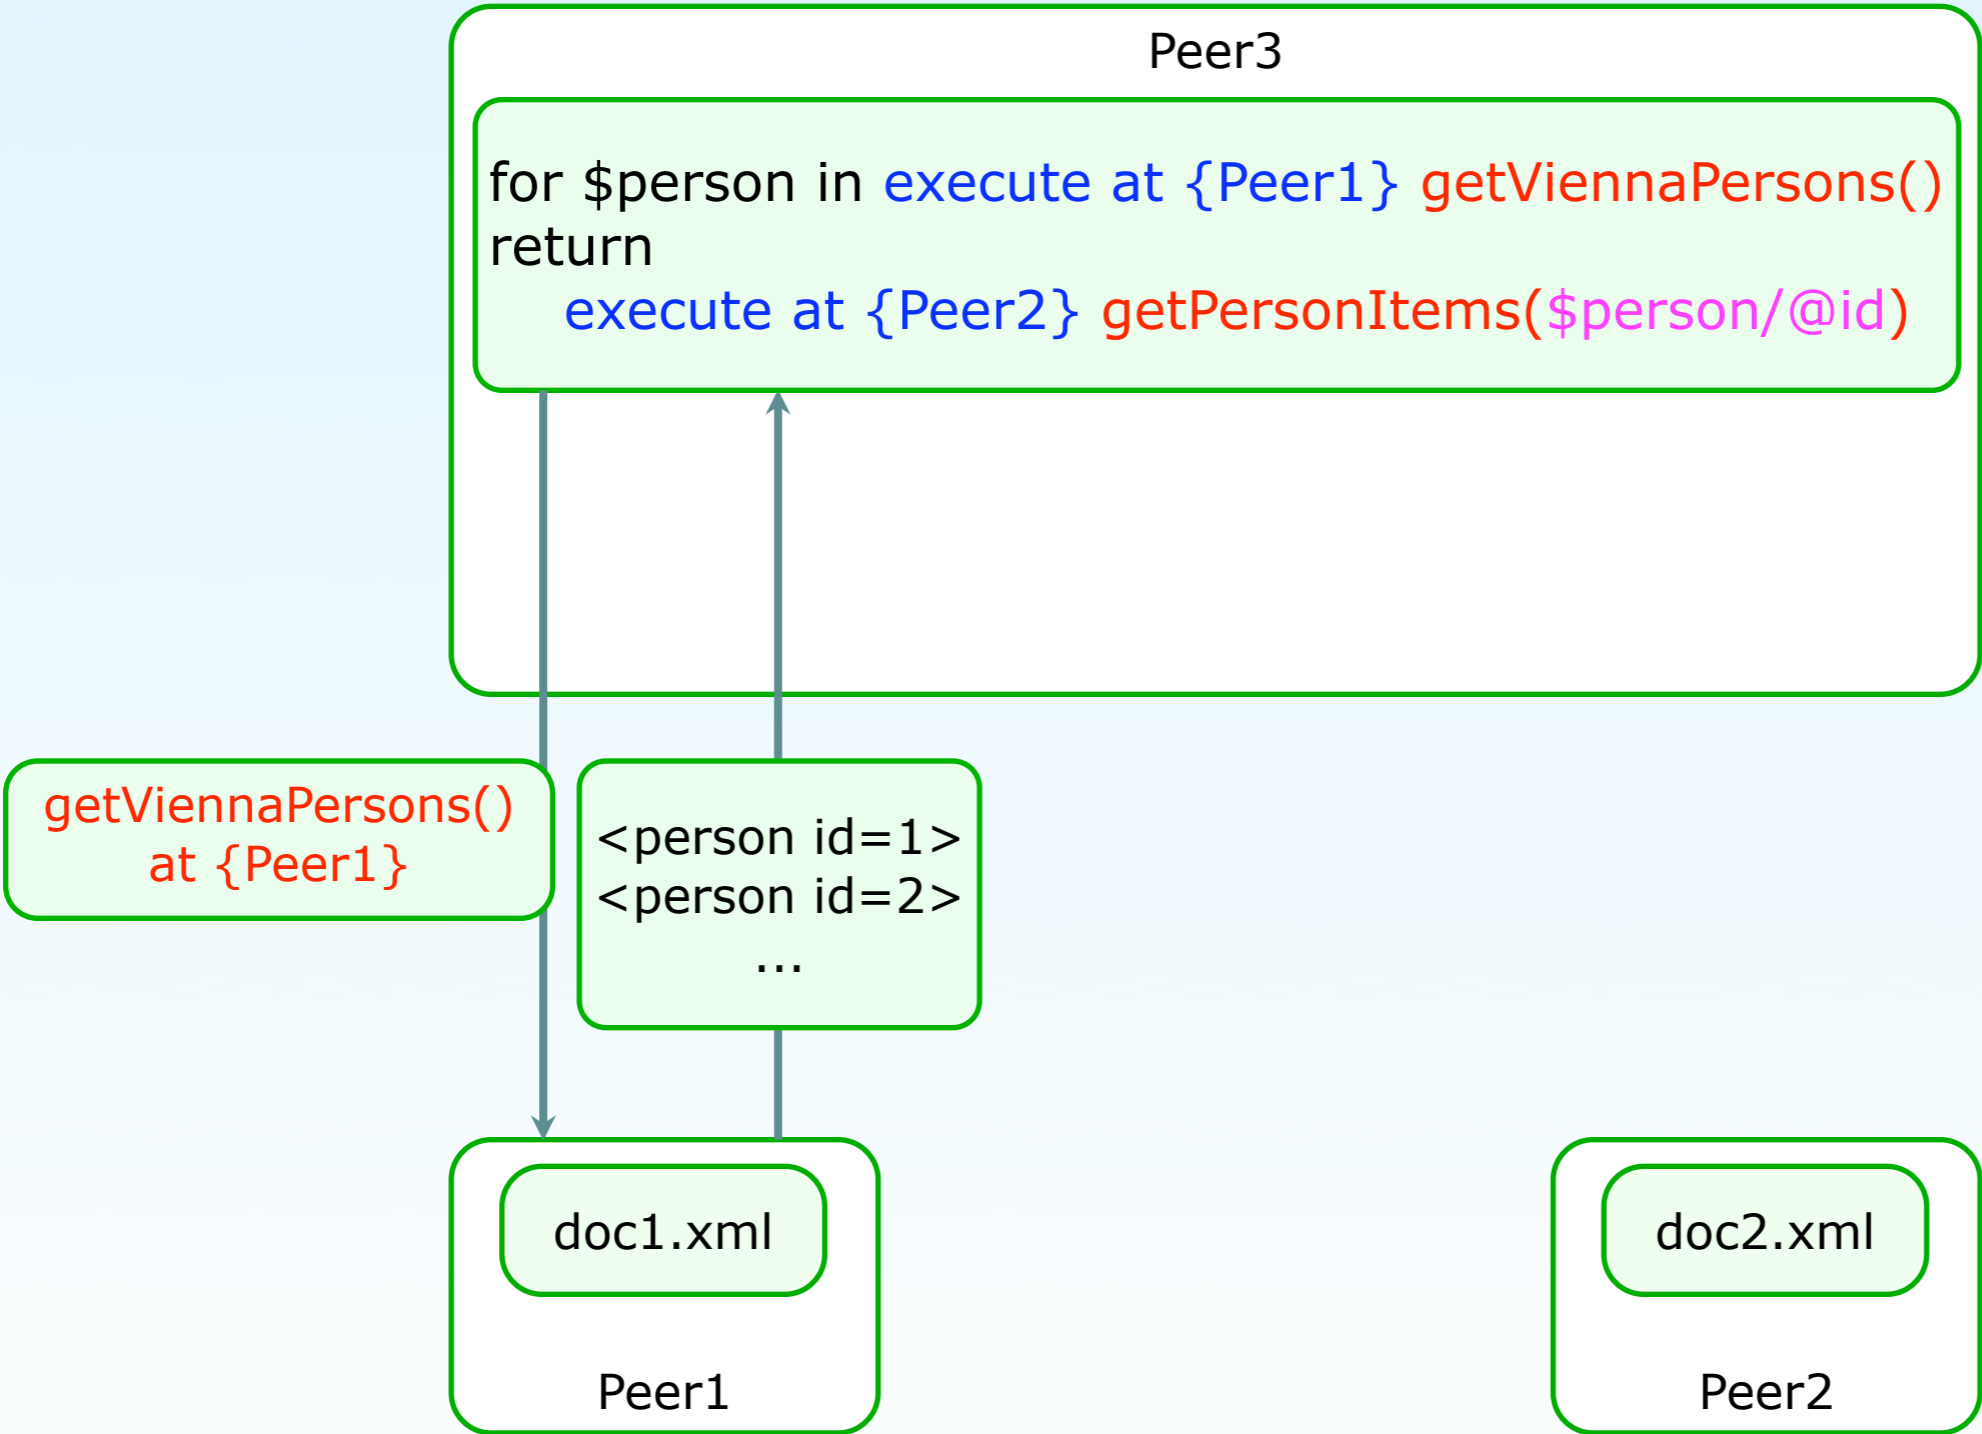 Peer3
for $person in execute at {Peer1} getViennaPersons()
return
execute at {Peer2} getPersonItems($person/@id)
getViennaPersons()
at {Peer1}
<person id=1>
<person id=2>
...
doc1.xml
Peer1
doc2.xml
Peer2